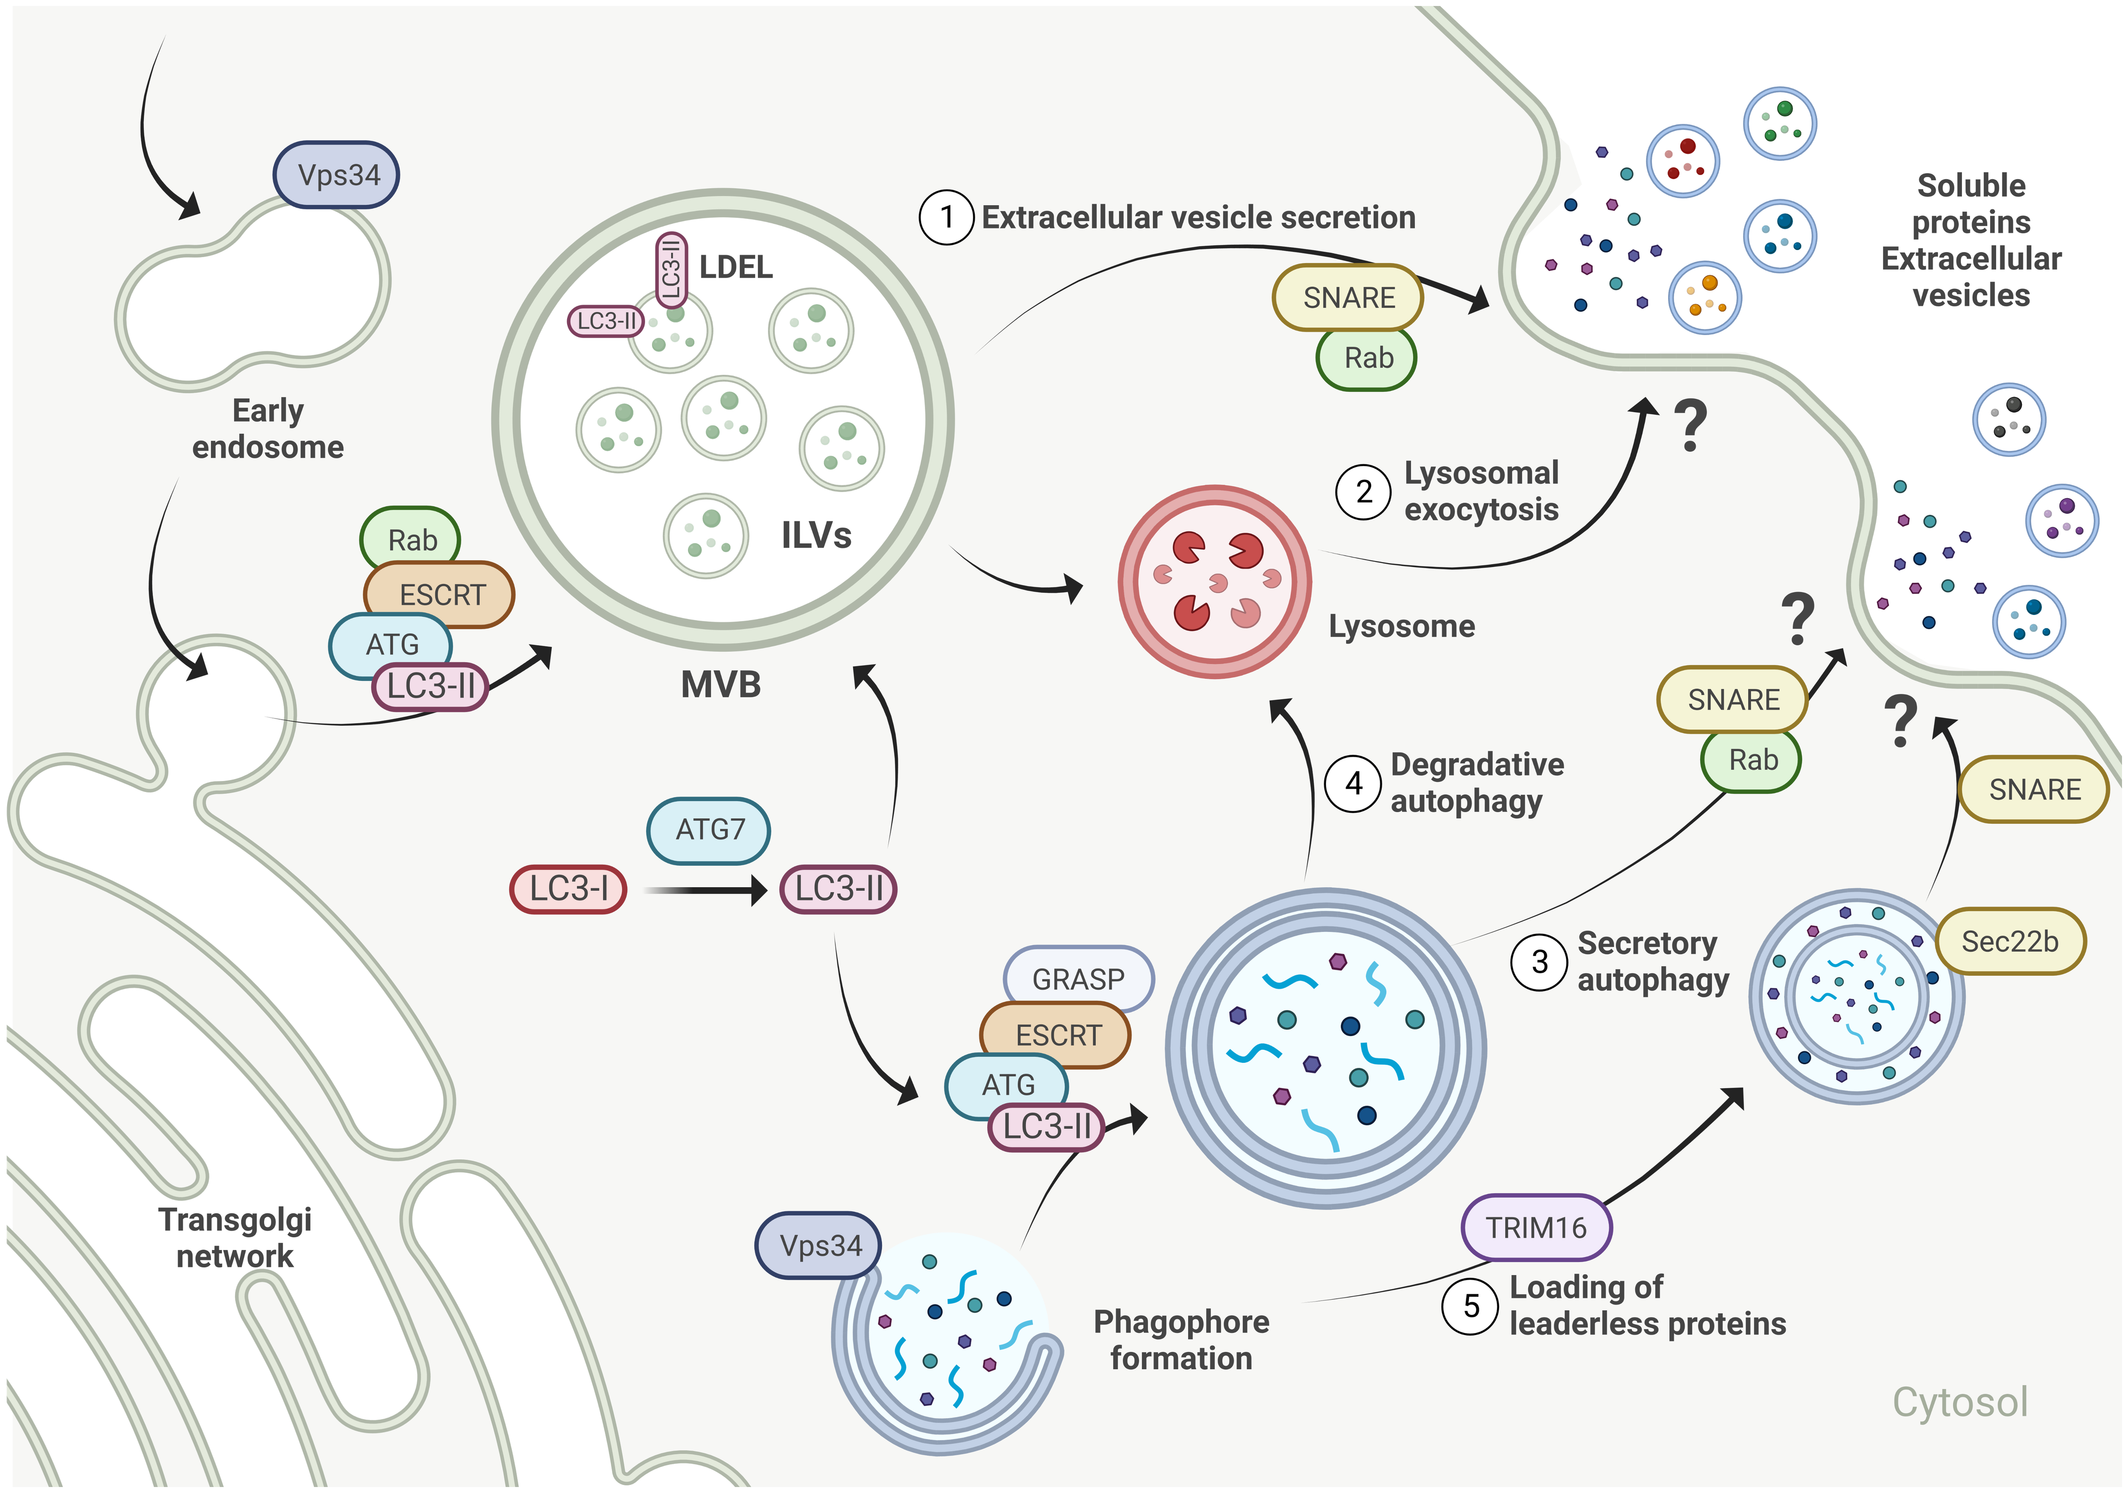 Vps34
Early
endosome
Rab
ESCRT
ATG
LC3-II
LC3-II
LDEL
LC3-II
ILVs
MVB
1 Extracellular vesicle secretion
SNARE
Rab
Soluble
proteins
Extracellular
vesicles
?
2 Lysosomal
exocytosis
Lysosome
?
SNARE
Rab
?
SNARE
4 Degradative
autophagy
ATG7
LC3-I
LC3-II
GRASP
ESCRT
ATG
LC3-II
3 Secretory
autophagy
Sec22b
Transgolgi
network
Vps34
Phagophore
formation
TRIM16
5 Loading of
leaderless proteins
Cytosol